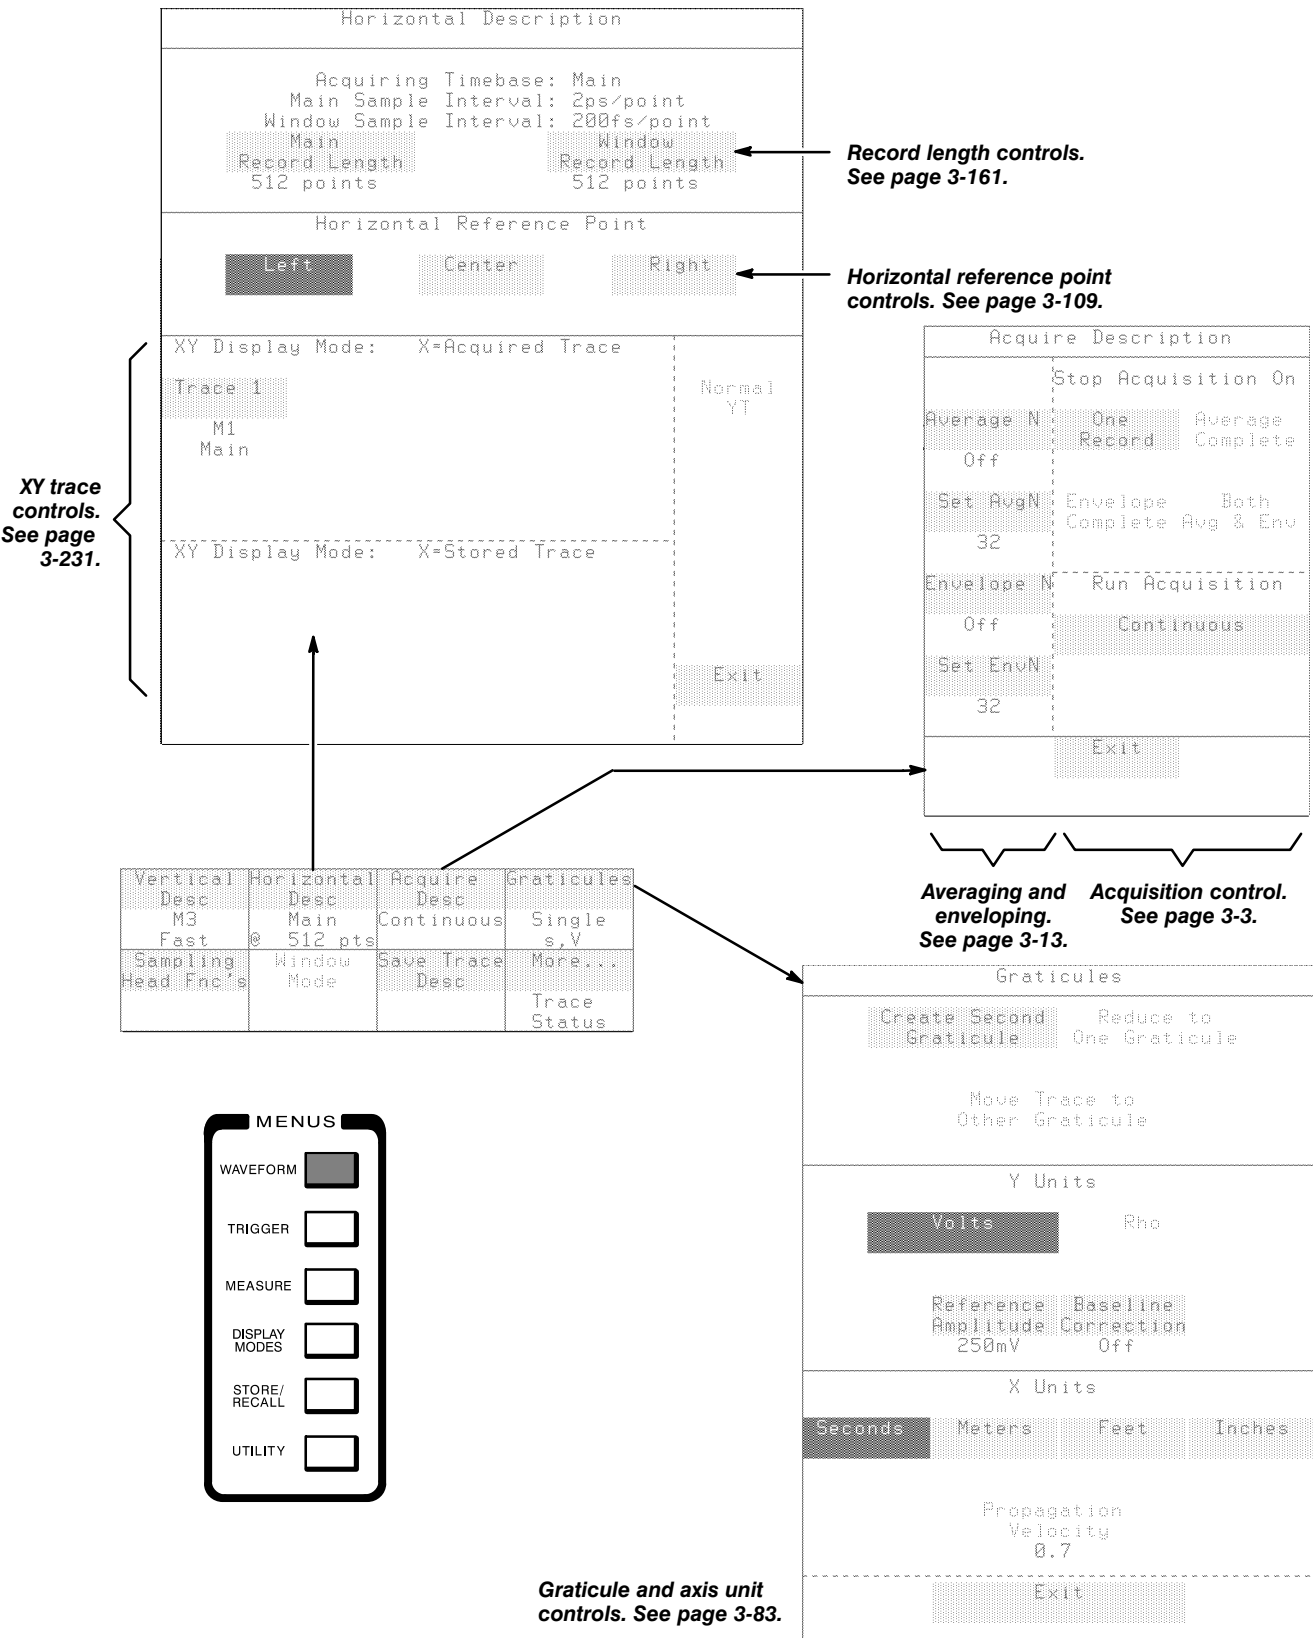 Horizontal Description
Acquiring Timebase: Main
Main Sample Interval: 2ps/point
Window Sample Interval: 200fs/point
Main
Record Length
512 points
Window
Record Length
512 points
Record length controls.
See page 3-161.
Horizontal Reference Point
Left Center Right
Horizontal reference point
controls. See page 3-109.
XY Display Mode: X=Acquired Trace
Trace 1
M1
Main
Normal
YT
XY trace
controls.
See page
3-231.
XY Display Mode: X=Stored Trace
Exit
Acquire Description
Stop Acquisition On
Average N
Off
One
Record
Average
Complete
Set AvgN
32
Envelope
Complete
Both
Avg & Env
Envelope N
Off
Run Acquisition
Continuous
Set EnvN
32
Exit
Averaging and
enveloping.
See page 3-13.
Acquisition control.
See page 3-3.
Vertical
Desc
M3
Fast
Horizontal
Desc
Main
@ 512 pts
Acquire
Desc
Continuous
Graticules
Single
s,V
Sampling
Head Fnc's
Window
Mode
Save Trace
Desc
More...
Trace
Status
Graticules
Create Second
Graticule
Reduce to
One Graticule
Move Trace to
Other Graticule
Y Units
Volts Rho
Reference
Amplitude
250mV
Baseline
Correction
Off
X Units
Seconds Meters Feet Inches
Propagation
Velocity
0.7
Exit
Graticule and axis unit
controls. See page 3-83.
MENUS
WAVEFORM
TRIGGER
MEASURE
DISPLAY
MODES
STORE/
RECALL
UTILITY